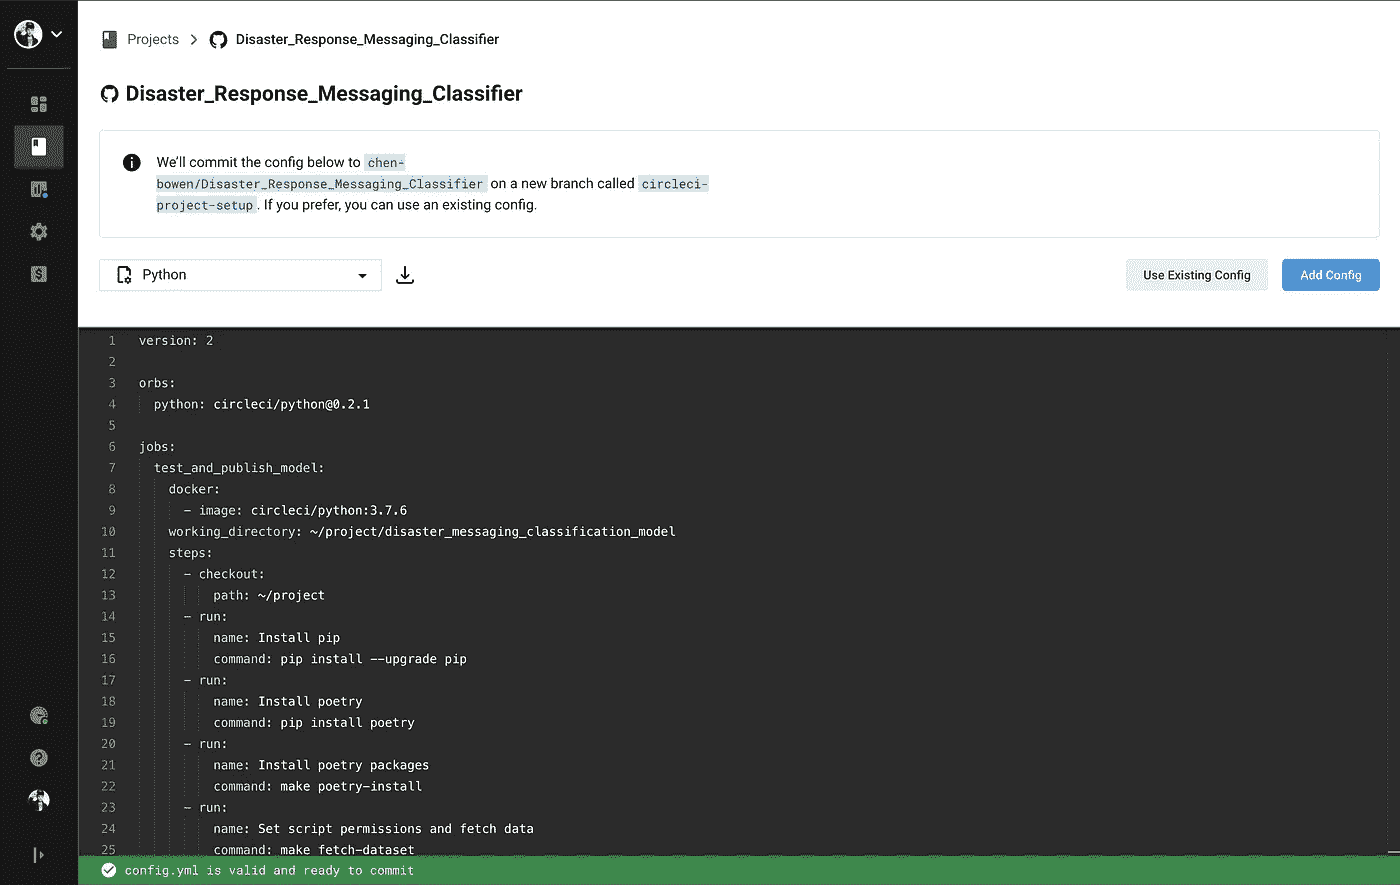 Projects > Disaster_Response_Messaging_Classifier
Disaster_Response_Messaging_Classifier
We'll commit the config below to chen-
bowen/Disaster_Response_Messaging_Classifier on a new branch called circleci-
project-setup. If you prefer, you can use an existing config.
Python
Use Existing Config
Add Config
1 version: 2
2
3 orbs:
4 python: circleci/python@0.2.1
5
6 jobs:
7 test_and_publish_model:
8 docker:
9 - image: circleci/python:3.7.6
10 working_directory: ~/project/disaster_messaging_classification_model
11 steps:
12 - checkout:
13 path: ~/project
14 - run:
15 name: Install pip
16 command: pip install --upgrade pip
17 - run:
18 name: Install poetry
19 command: pip install poetry
20 - run:
21 name: Install poetry packages
22 command: make poetry-install
23 - run:
24 name: Set script permissions and fetch data
25 command: make fetch-dataset
config.yml is valid and ready to commit